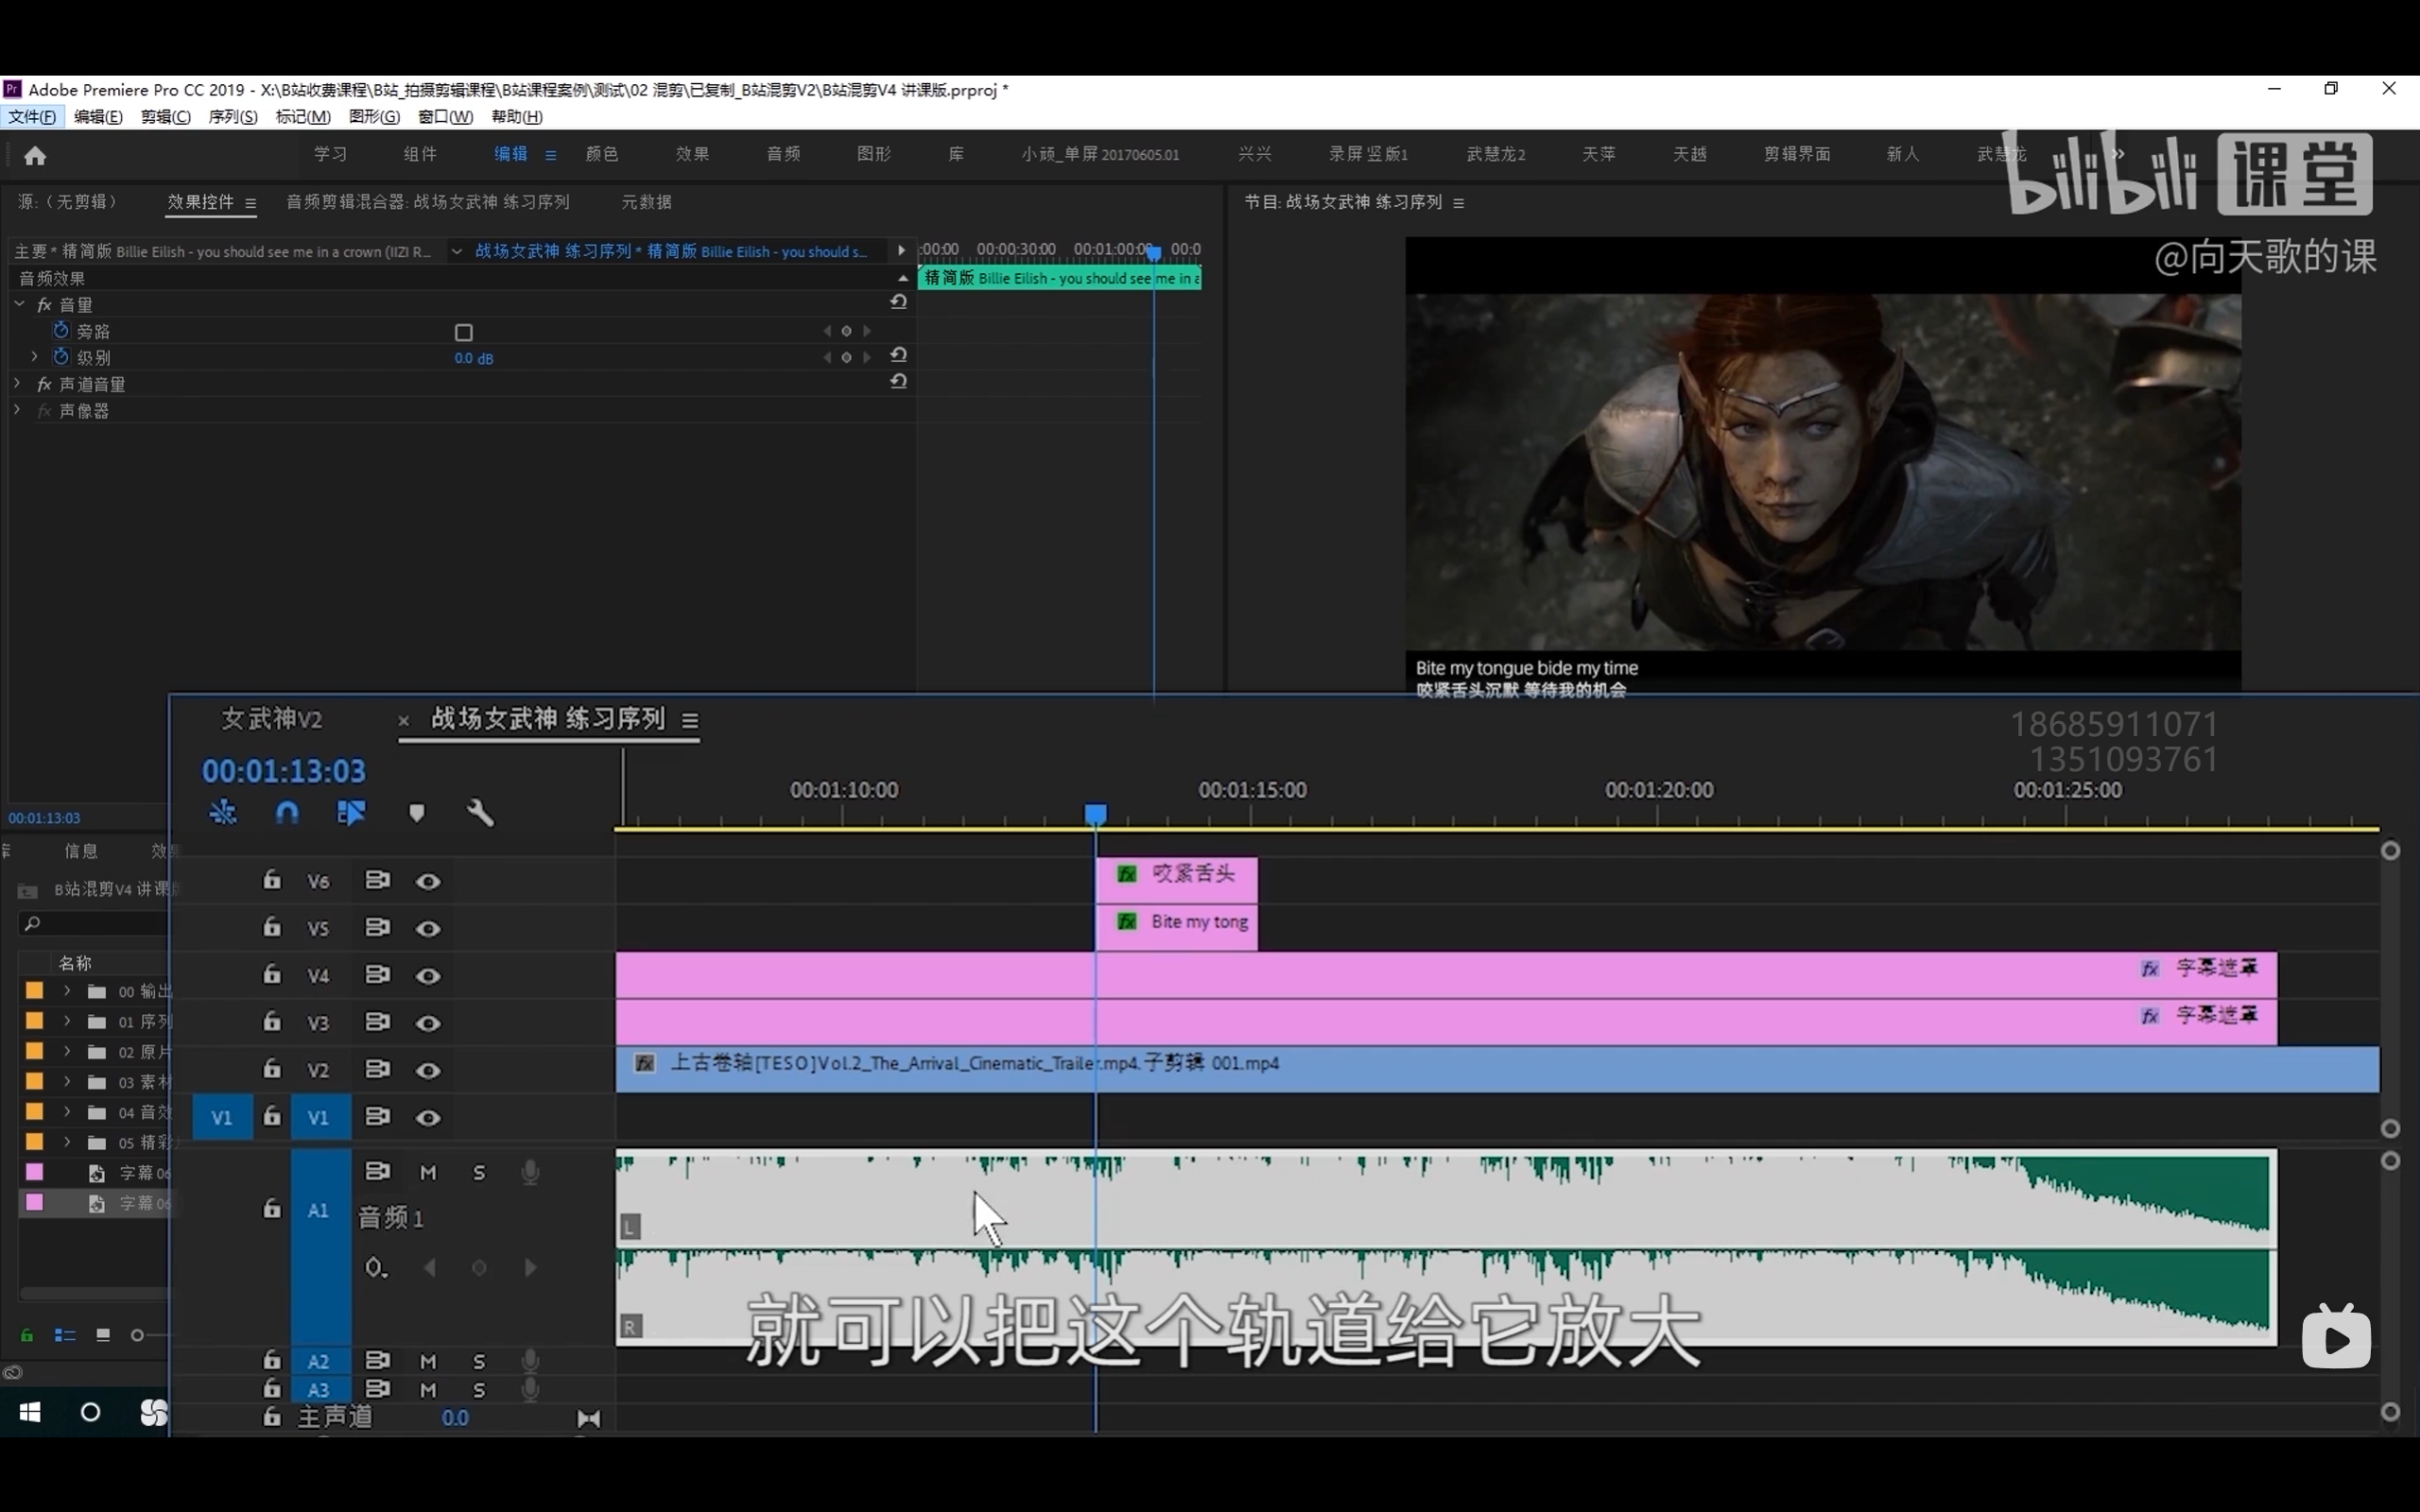 Pr Adobe Premiere Pro CC 2019 - X:\B站收费课程\B站_拍摄剪辑课程\B站课程案例\测试\02 混剪\已复制_B站混剪V2\B站混剪V4 讲课版.prproj *
文件(F) 编辑(E) 剪辑(C) 序列(S) 标记(M) 图形(G) 窗口(W) 帮助(H)
学习 组件 编辑 颜色 效果 音频 图形 库 小顽_单屏 20170605.01 兴兴 录屏 竖版1 武慧龙2 天萍 天越 剪辑界面 新人 武慧龙
bilibili 课堂
@向天歌的课
源:（无剪辑） 效果控件 音频剪辑混合器: 战场女武神 练习序列 元数据
节目: 战场女武神 练习序列
主要 * 精简版 Billie Eilish - you should see me in a crown (IIZI R... 战场女武神 练习序列 * 精简版 Billie Eilish - you should s...
:00:00 00:00:30:00 00:01:00:00 00:0
音频效果
精简版 Billie Eilish - you should see me in a
fx 音量
旁路
级别 0.0 dB
fx 声道音量
fx 声像器
Bite my tongue bide my time
咬紧舌头沉默 等待我的机会
女武神V2 × 战场女武神 练习序列
18685911071
1351093761
00:01:13:03
00:01:10:00 00:01:15:00 00:01:20:00 00:01:25:00
00:01:13:03
信息
B站混剪V4 讲课
名称
00 输出
01 序列
02 原片
03 素材
04 音效
05 精彩
字幕 06
字幕 06
V6 fx 咬紧舌头
V5 fx Bite my tong
V4 fx 字幕遮罩
V3 fx 字幕遮罩
V2 fx 上古卷轴[TESO]Vol.2_The_Arrival_Cinematic_Trailer.mp4.子剪辑 001.mp4
V1 V1
A1 M S
音频 1
L
R
就可以把这个轨道给它放大
A2 M S
A3 M S
主声道 0.0